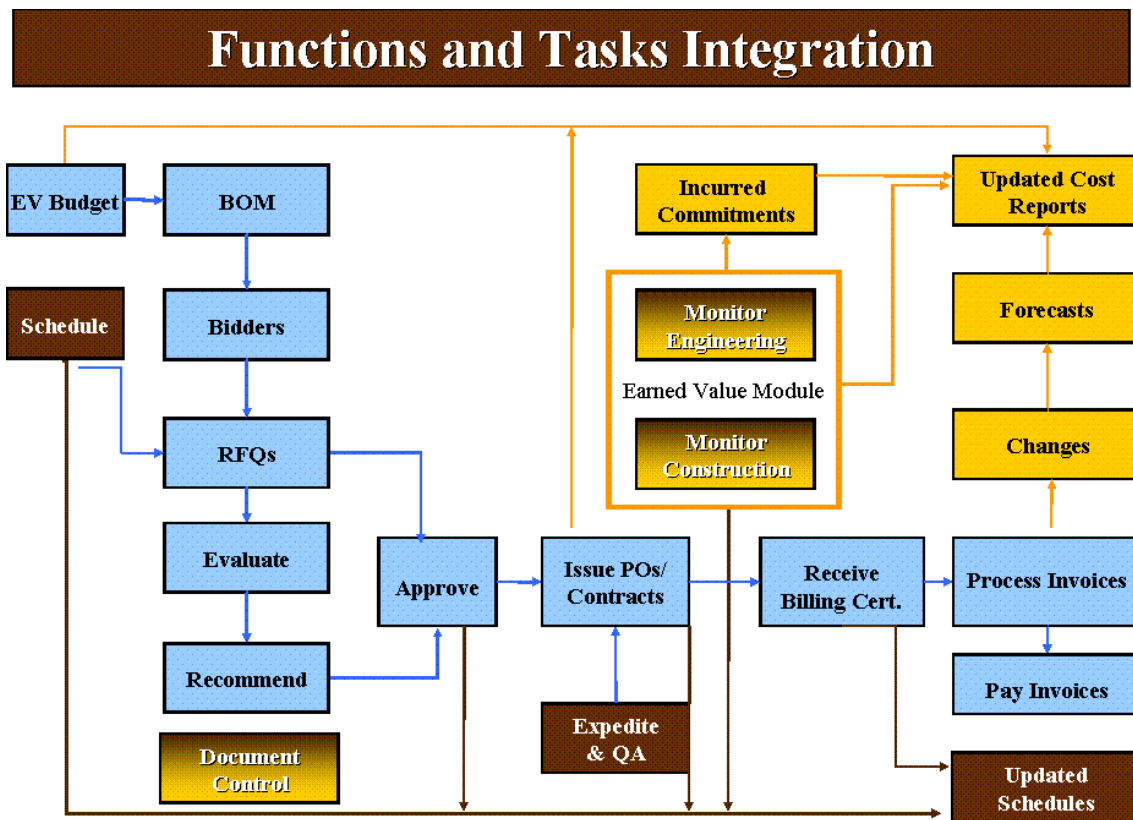 Functions and Tasks Integration
EV Budget
BOM
Incurred
Commitments
Updated Cost
Reports
Schedule
Bidders
Monitor
Engineering
Forecasts
Earned Value Module
RFQs
Monitor
Construction
Changes
Evaluate
Approve
Issue POs/
Contracts
Receive
Billing Cert.
Process Invoices
Recommend
Pay Invoices
Document
Control
Expedite
& QA
Updated
Schedules